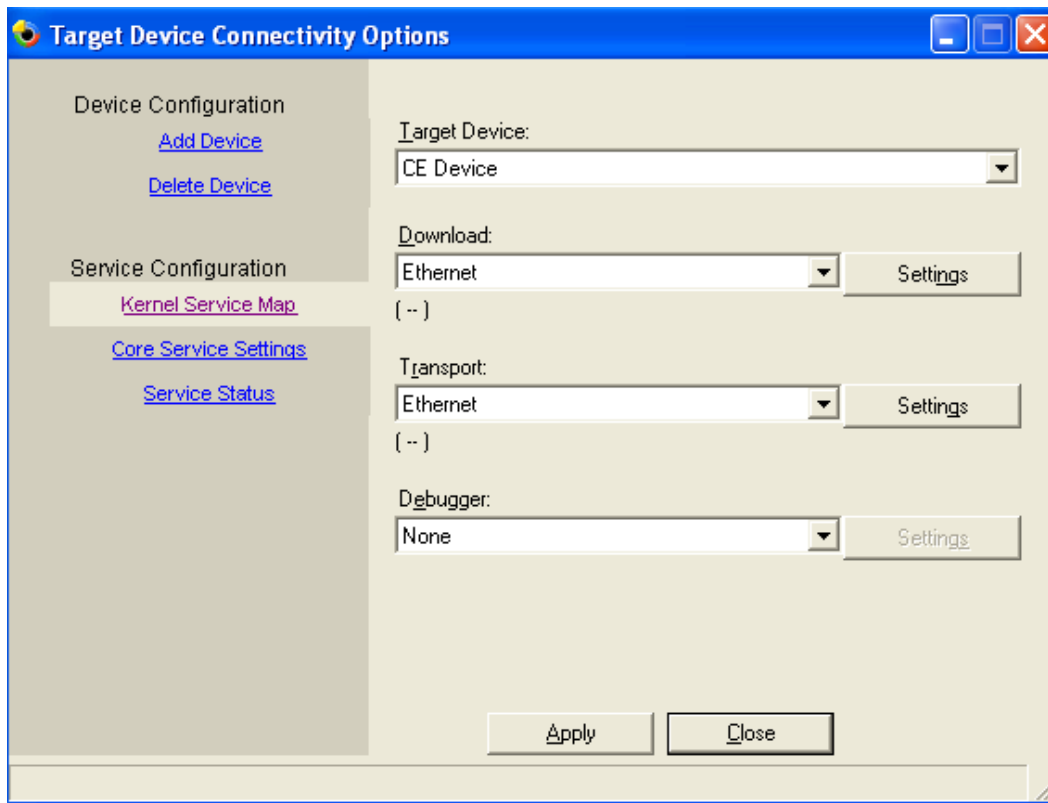 Target Device Connectivity Options
Device Configuration
Add Device
Delete Device
Service Configuration
Kernel Service Map
Core Service Settings
Service Status
Target Device:
CE Device
Download:
Ethernet
Settings
( -- )
Transport:
Ethernet
Settings
( -- )
Debugger:
None
Settings
Apply
Close